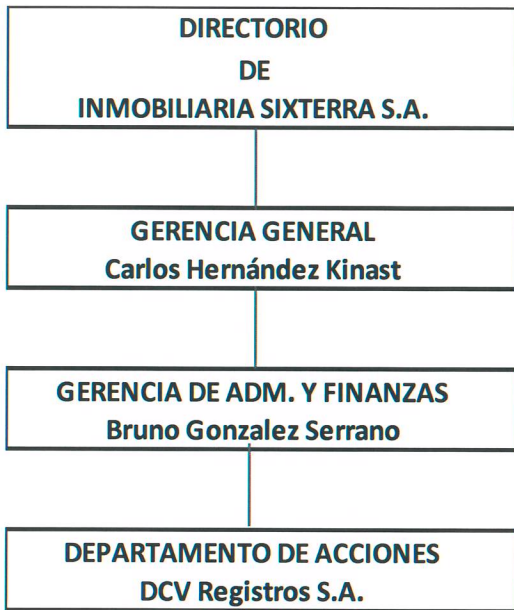 DIRECTORIO
DE
INMOBILIARIA SIXTERRA S.A.
GERENCIA GENERAL
Carlos Hernández Kinast
GERENCIA DE ADM. Y FINANZAS
Bruno Gonzalez Serrano
DEPARTAMENTO DE ACCIONES
DCV Registros S.A.